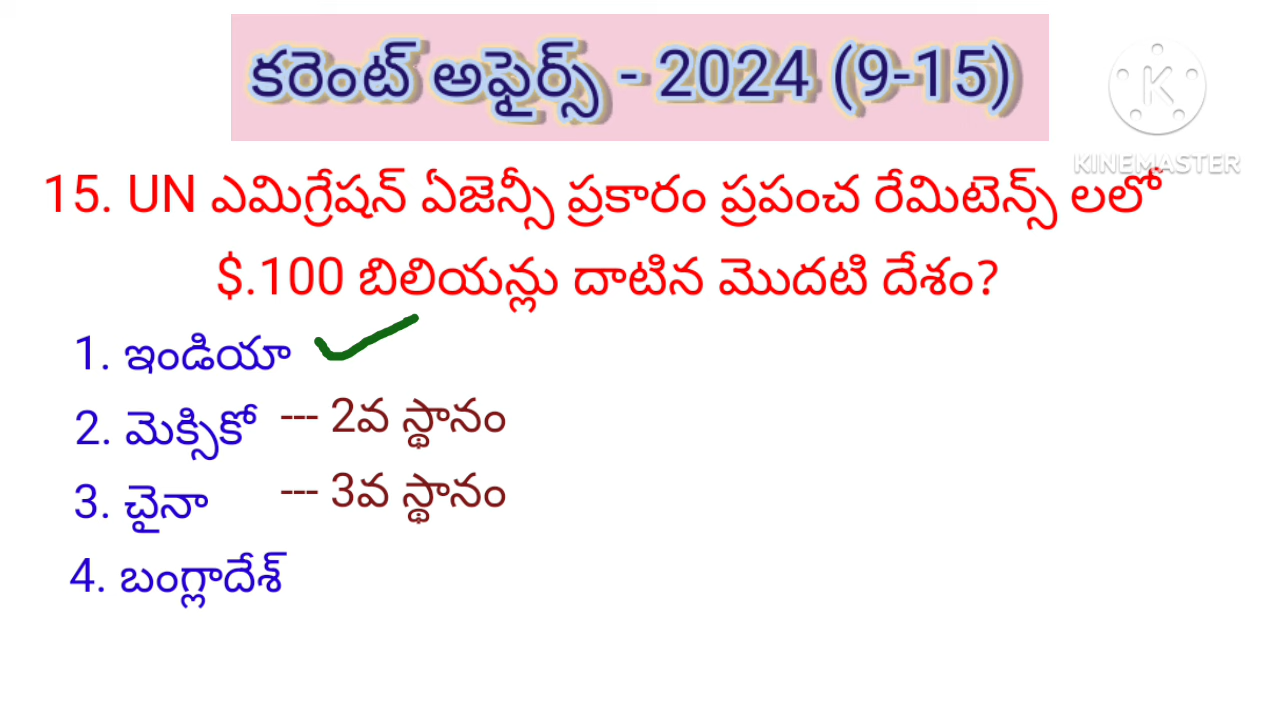 కరెంట్ అఫైర్స్ - 2024 (9-15)
KINEMASTER
15. UN ఎమిగ్రేషన్ ఏజెన్సీ ప్రకారం ప్రపంచ రేమిటెన్స్ లలో
$.100 బిలియన్లు దాటిన మొదటి దేశం?
1. ఇండియా
2. మెక్సికో --- 2వ స్థానం
3. చైనా --- 3వ స్థానం
4. బంగ్లాదేశ్